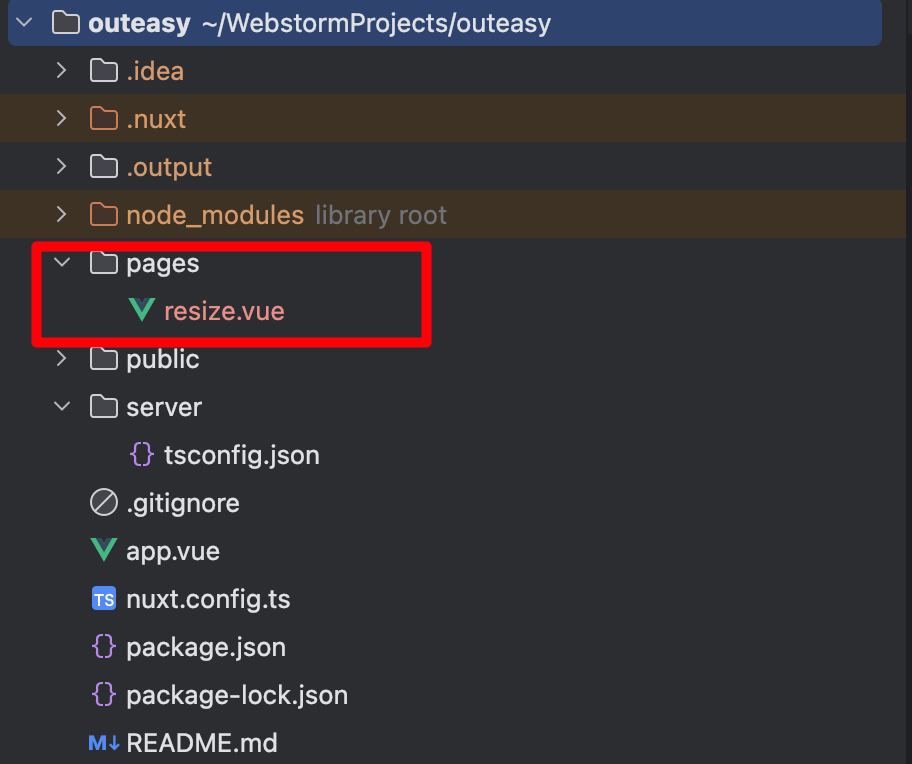 outeasy ~/WebstormProjects/outeasy
.idea
.nuxt
.output
node_modules library root
pages
resize.vue
public
server
{} tsconfig.json
.gitignore
app.vue
TS nuxt.config.ts
{} package.json
{} package-lock.json
M↓ README.md